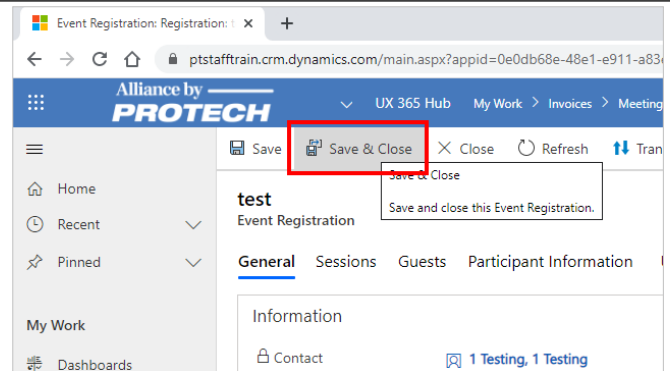 Event Registration: Registration: t
ptstafftrain.crm.dynamics.com/main.aspx?appid=0e0db68e-48e1-e911-a83
Alliance by
PROTECH
UX 365 Hub My Work > Invoices > Meeting
Save Save & Close Close Refresh Tran
Save & Close
Save and close this Event Registration.
Home
Recent
Pinned
My Work
Dashboards
test
Event Registration
General Sessions Guests Participant Information
Information
Contact 1 Testing, 1 Testing